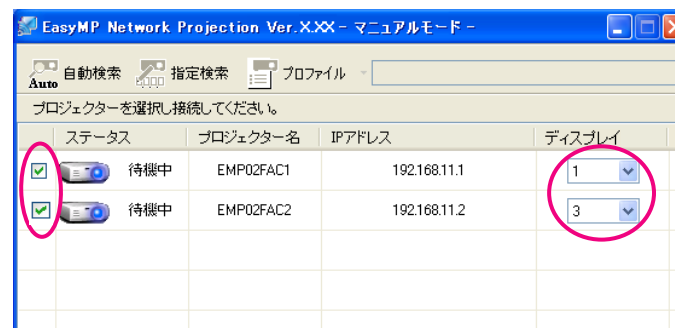 EasyMP Network Projection Ver.X.XX - マニュアルモード -
Auto 自動検索 指定検索 プロファイル
プロジェクターを選択し接続してください。
ステータス プロジェクター名 IPアドレス ディスプレイ
待機中 EMP02FAC1 192.168.11.1 1
待機中 EMP02FAC2 192.168.11.2 3